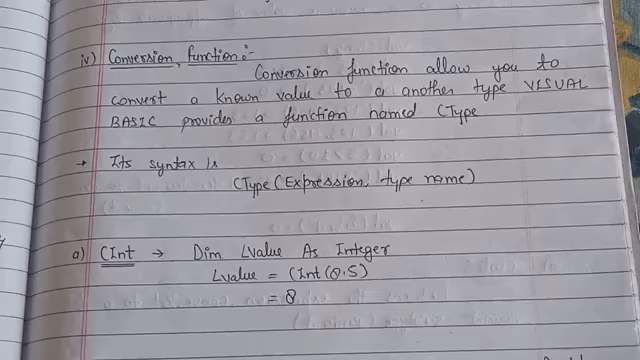 iv) Conversion, function:-
Conversion function allow you to
convert a known value to a another type VISUAL
BASIC provides a function named CType
→ Its syntax is
CType (Expression, type name)
a) CInt → Dim Lvalue As Integer
Lvalue = CInt (8.5)
= 8